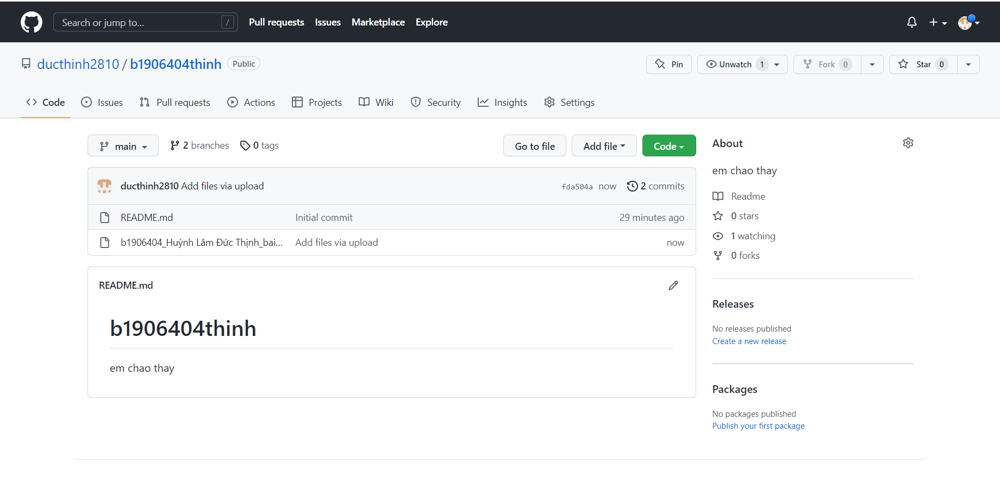 Search or jump to... / Pull requests Issues Marketplace Explore
ducthinh2810 / b1906404thinh Public Pin Unwatch 1 Fork 0 Star 0
Code Issues Pull requests Actions Projects Wiki Security Insights Settings
main 2 branches 0 tags Go to file Add file Code
ducthinh2810 Add files via upload fda504a now 2 commits
README.md Initial commit 29 minutes ago
b1906404_Huỳnh Lâm Đức Thịnh_bai... Add files via upload now
README.md
b1906404thinh
em chao thay
About
em chao thay
Readme
0 stars
1 watching
0 forks
Releases
No releases published
Create a new release
Packages
No packages published
Publish your first package